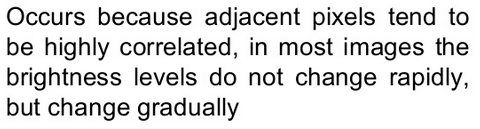 Occurs because adjacent pixels tend to
be highly correlated, in most images the
brightness levels do not change rapidly,
but change gradually